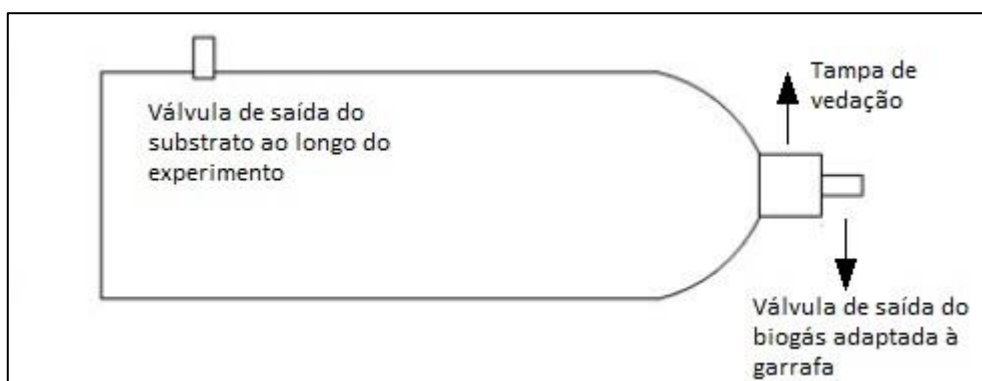 Válvula de saída do
substrato ao longo do
experimento
Tampa de
vedação
Válvula de saída do
biogás adaptada à
garrafa